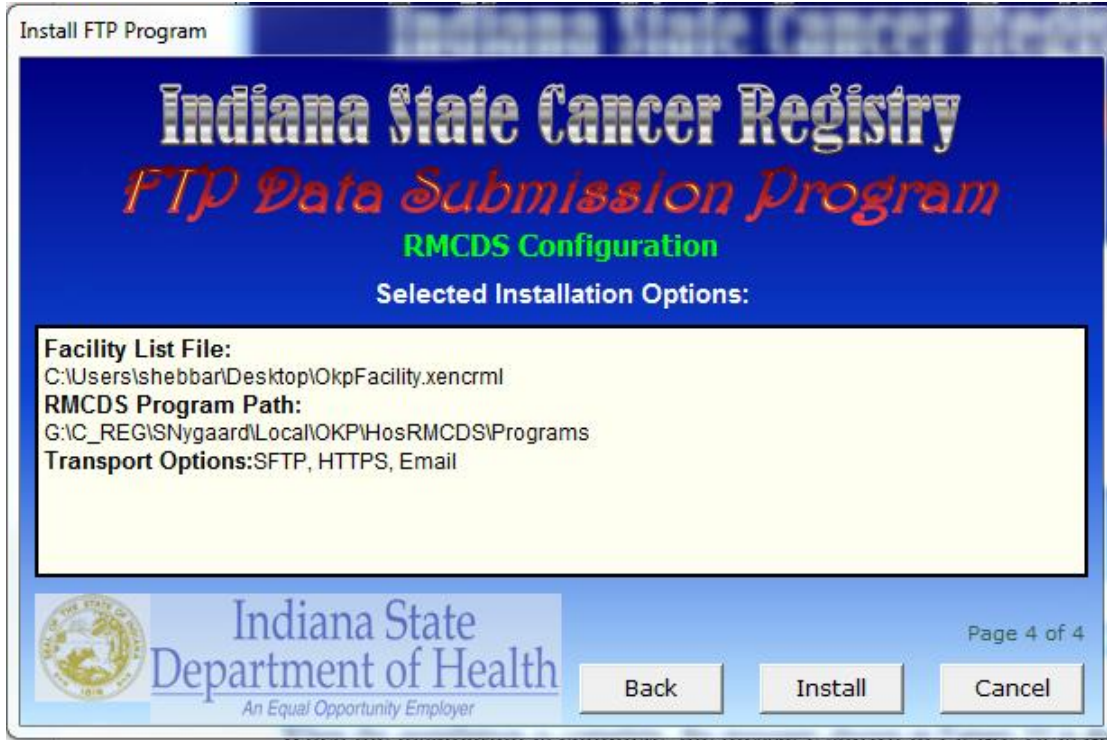 Install FTP Program
Indiana State Cancer Registry
FTP Data Submission Program
RMCDS Configuration
Selected Installation Options:
Facility List File:
C:\Users\shebbar\Desktop\OkpFacility.xencrml
RMCDS Program Path:
G:\C_REG\SNygaard\Local\OKP\HosRMCDS\Programs
Transport Options:SFTP, HTTPS, Email
Indiana State
Department of Health
An Equal Opportunity Employer
Page 4 of 4
Back
Install
Cancel